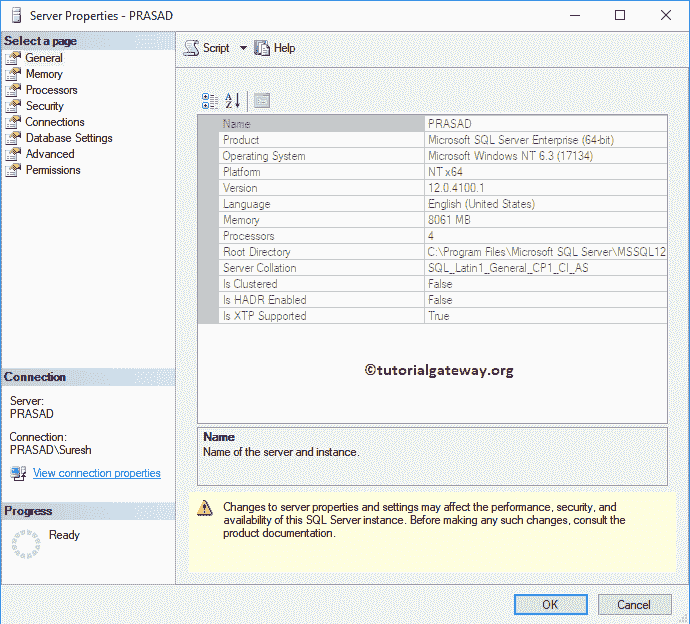 Server Properties - PRASAD
Select a page
General
Memory
Processors
Security
Connections
Database Settings
Advanced
Permissions
Script
Help
Name PRASAD
Product Microsoft SQL Server Enterprise (64-bit)
Operating System Microsoft Windows NT 6.3 (17134)
Platform NT x64
Version 12.0.4100.1
Language English (United States)
Memory 8061 MB
Processors 4
Root Directory C:\Program Files\Microsoft SQL Server\MSSQL12
Server Collation SQL_Latin1_General_CP1_CI_AS
Is Clustered False
Is HADR Enabled False
Is XTP Supported True
©tutorialgateway.org
Name
Name of the server and instance.
Connection
Server:
PRASAD
Connection:
PRASAD\Suresh
View connection properties
Progress
Ready
Changes to server properties and settings may affect the performance, security, and
availability of this SQL Server instance. Before making any such changes, consult the
product documentation.
OK
Cancel